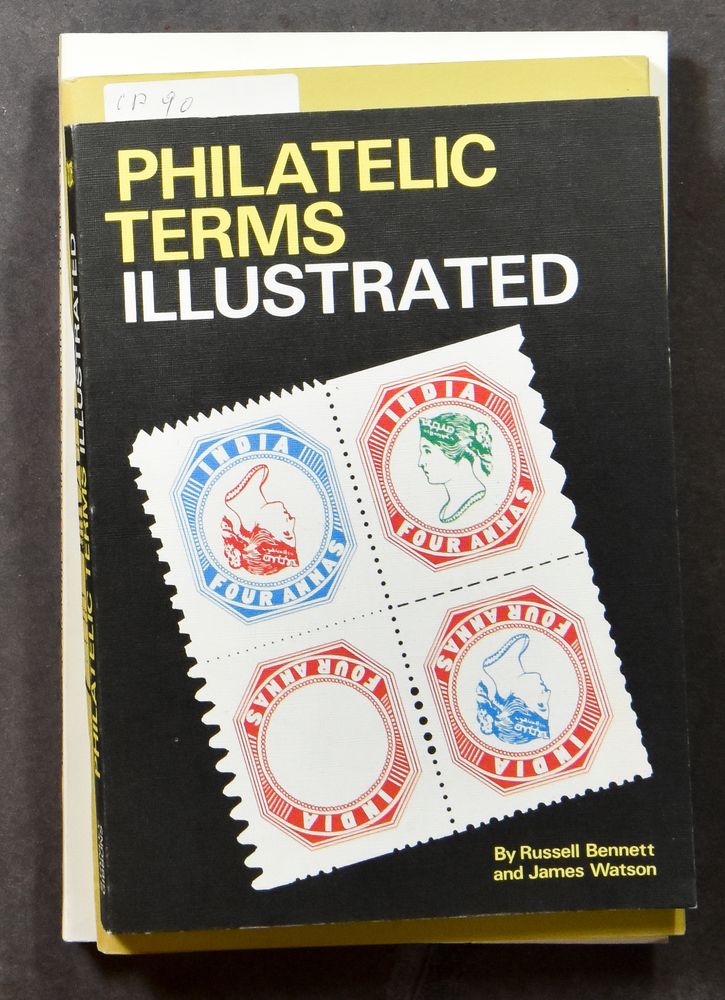 90
PHILATELIC
TERMS
ILLUSTRATED
INDIA
FOUR ANNAS
INDIA
FOUR ANNAS
FOUR ANNAS
INDIA
FOUR ANNAS
INDIA
By Russell Bennett
and James Watson
PHILATELIC TERMS ILLUSTRATED